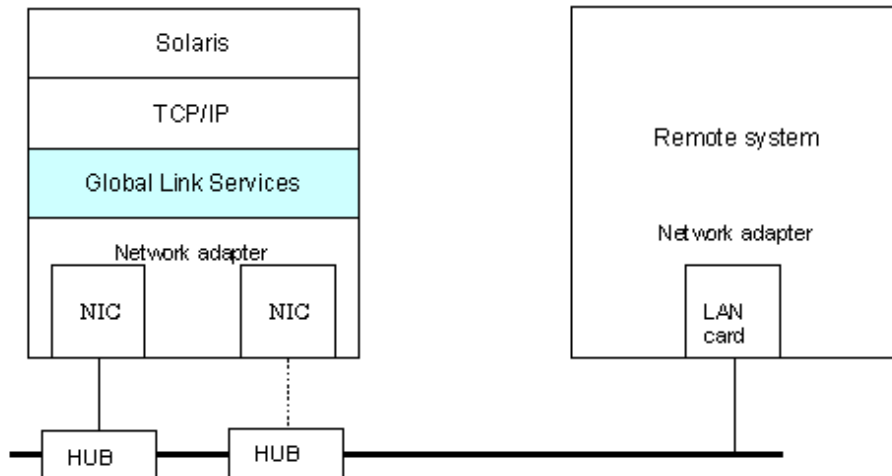 Solaris
TCP/IP
Global Link Services
Network adapter
NIC
NIC
HUB
HUB
Remote system
Network adapter
LAN
card